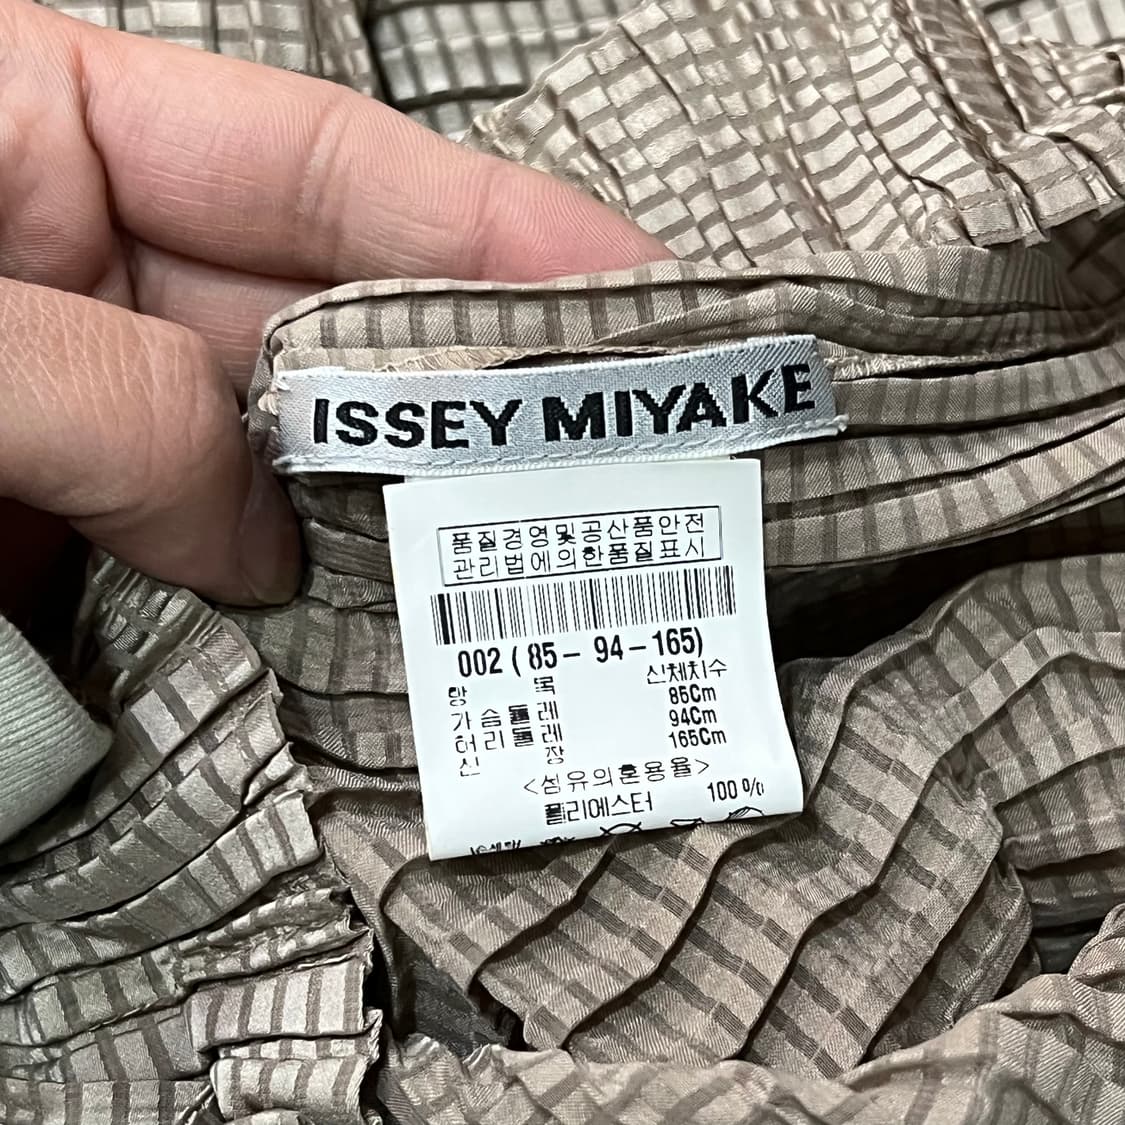 ISSEY MIYAKE
품질경영및공산품안전
관리법에의한품질표시
002 ( 85 - 94 - 165)
신체치수
가 슴 둘 레 85Cm
허 리 둘 레 94Cm
신 장 165Cm
<섬유의혼용율>
폴리에스터 100 %